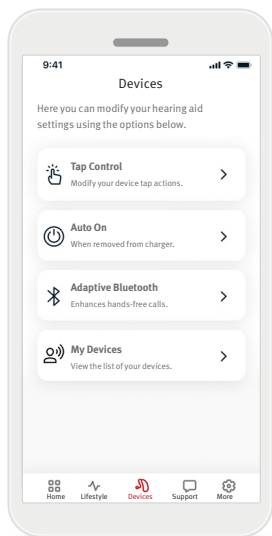 9:41
Devices
Here you can modify your hearing aid
settings using the options below.
Tap Control
Modify your device tap actions.
Auto On
When removed from charger.
Adaptive Bluetooth
Enhances hands-free calls.
My Devices
View the list of your devices.
Home Lifestyle Devices Support More